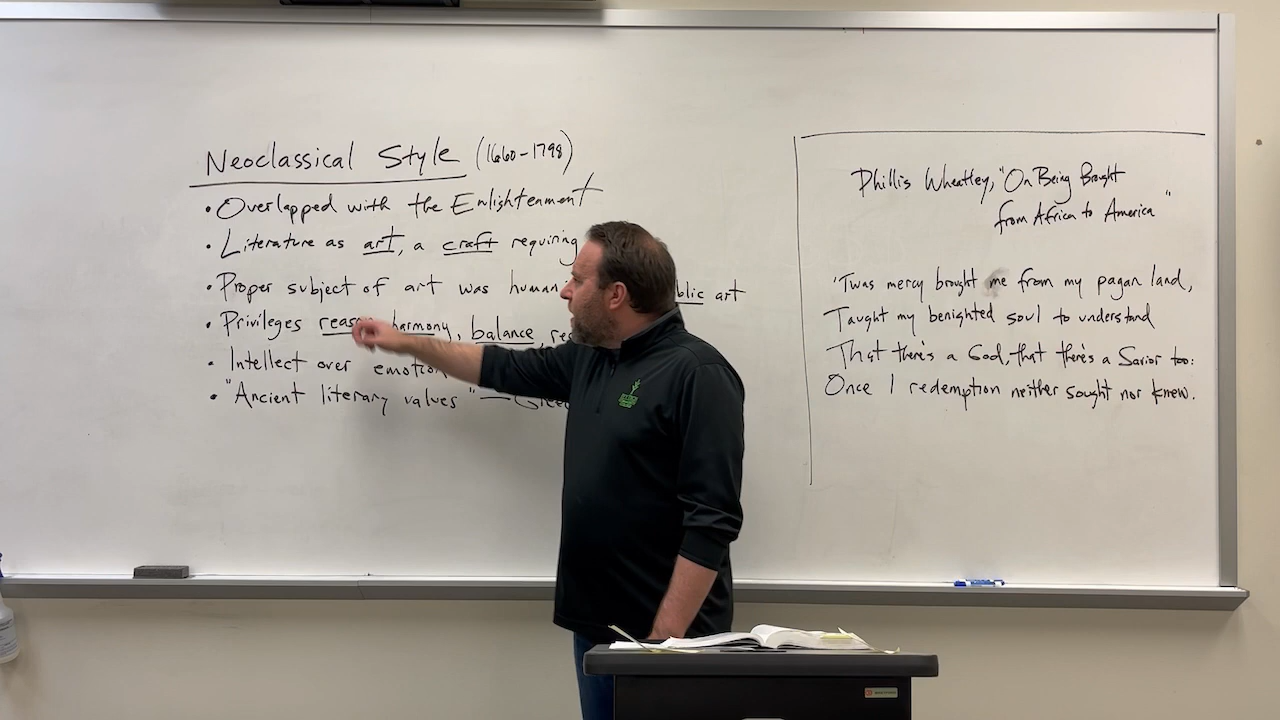 Neoclassical Style (1660-1798)
• Overlapped with the Enlightenment
• Literature as art, a craft requiring
• Proper subject of art was human art
• Privileges harmony, balance,
• Intellect over emotion
• "Ancient literary values" —
Phillis Wheatley, "On Being Brought
from Africa to America"
'Twas mercy brought me from my pagan land,
Taught my benighted soul to understand
That there's a God, that there's a Savior too:
Once I redemption neither sought nor knew.